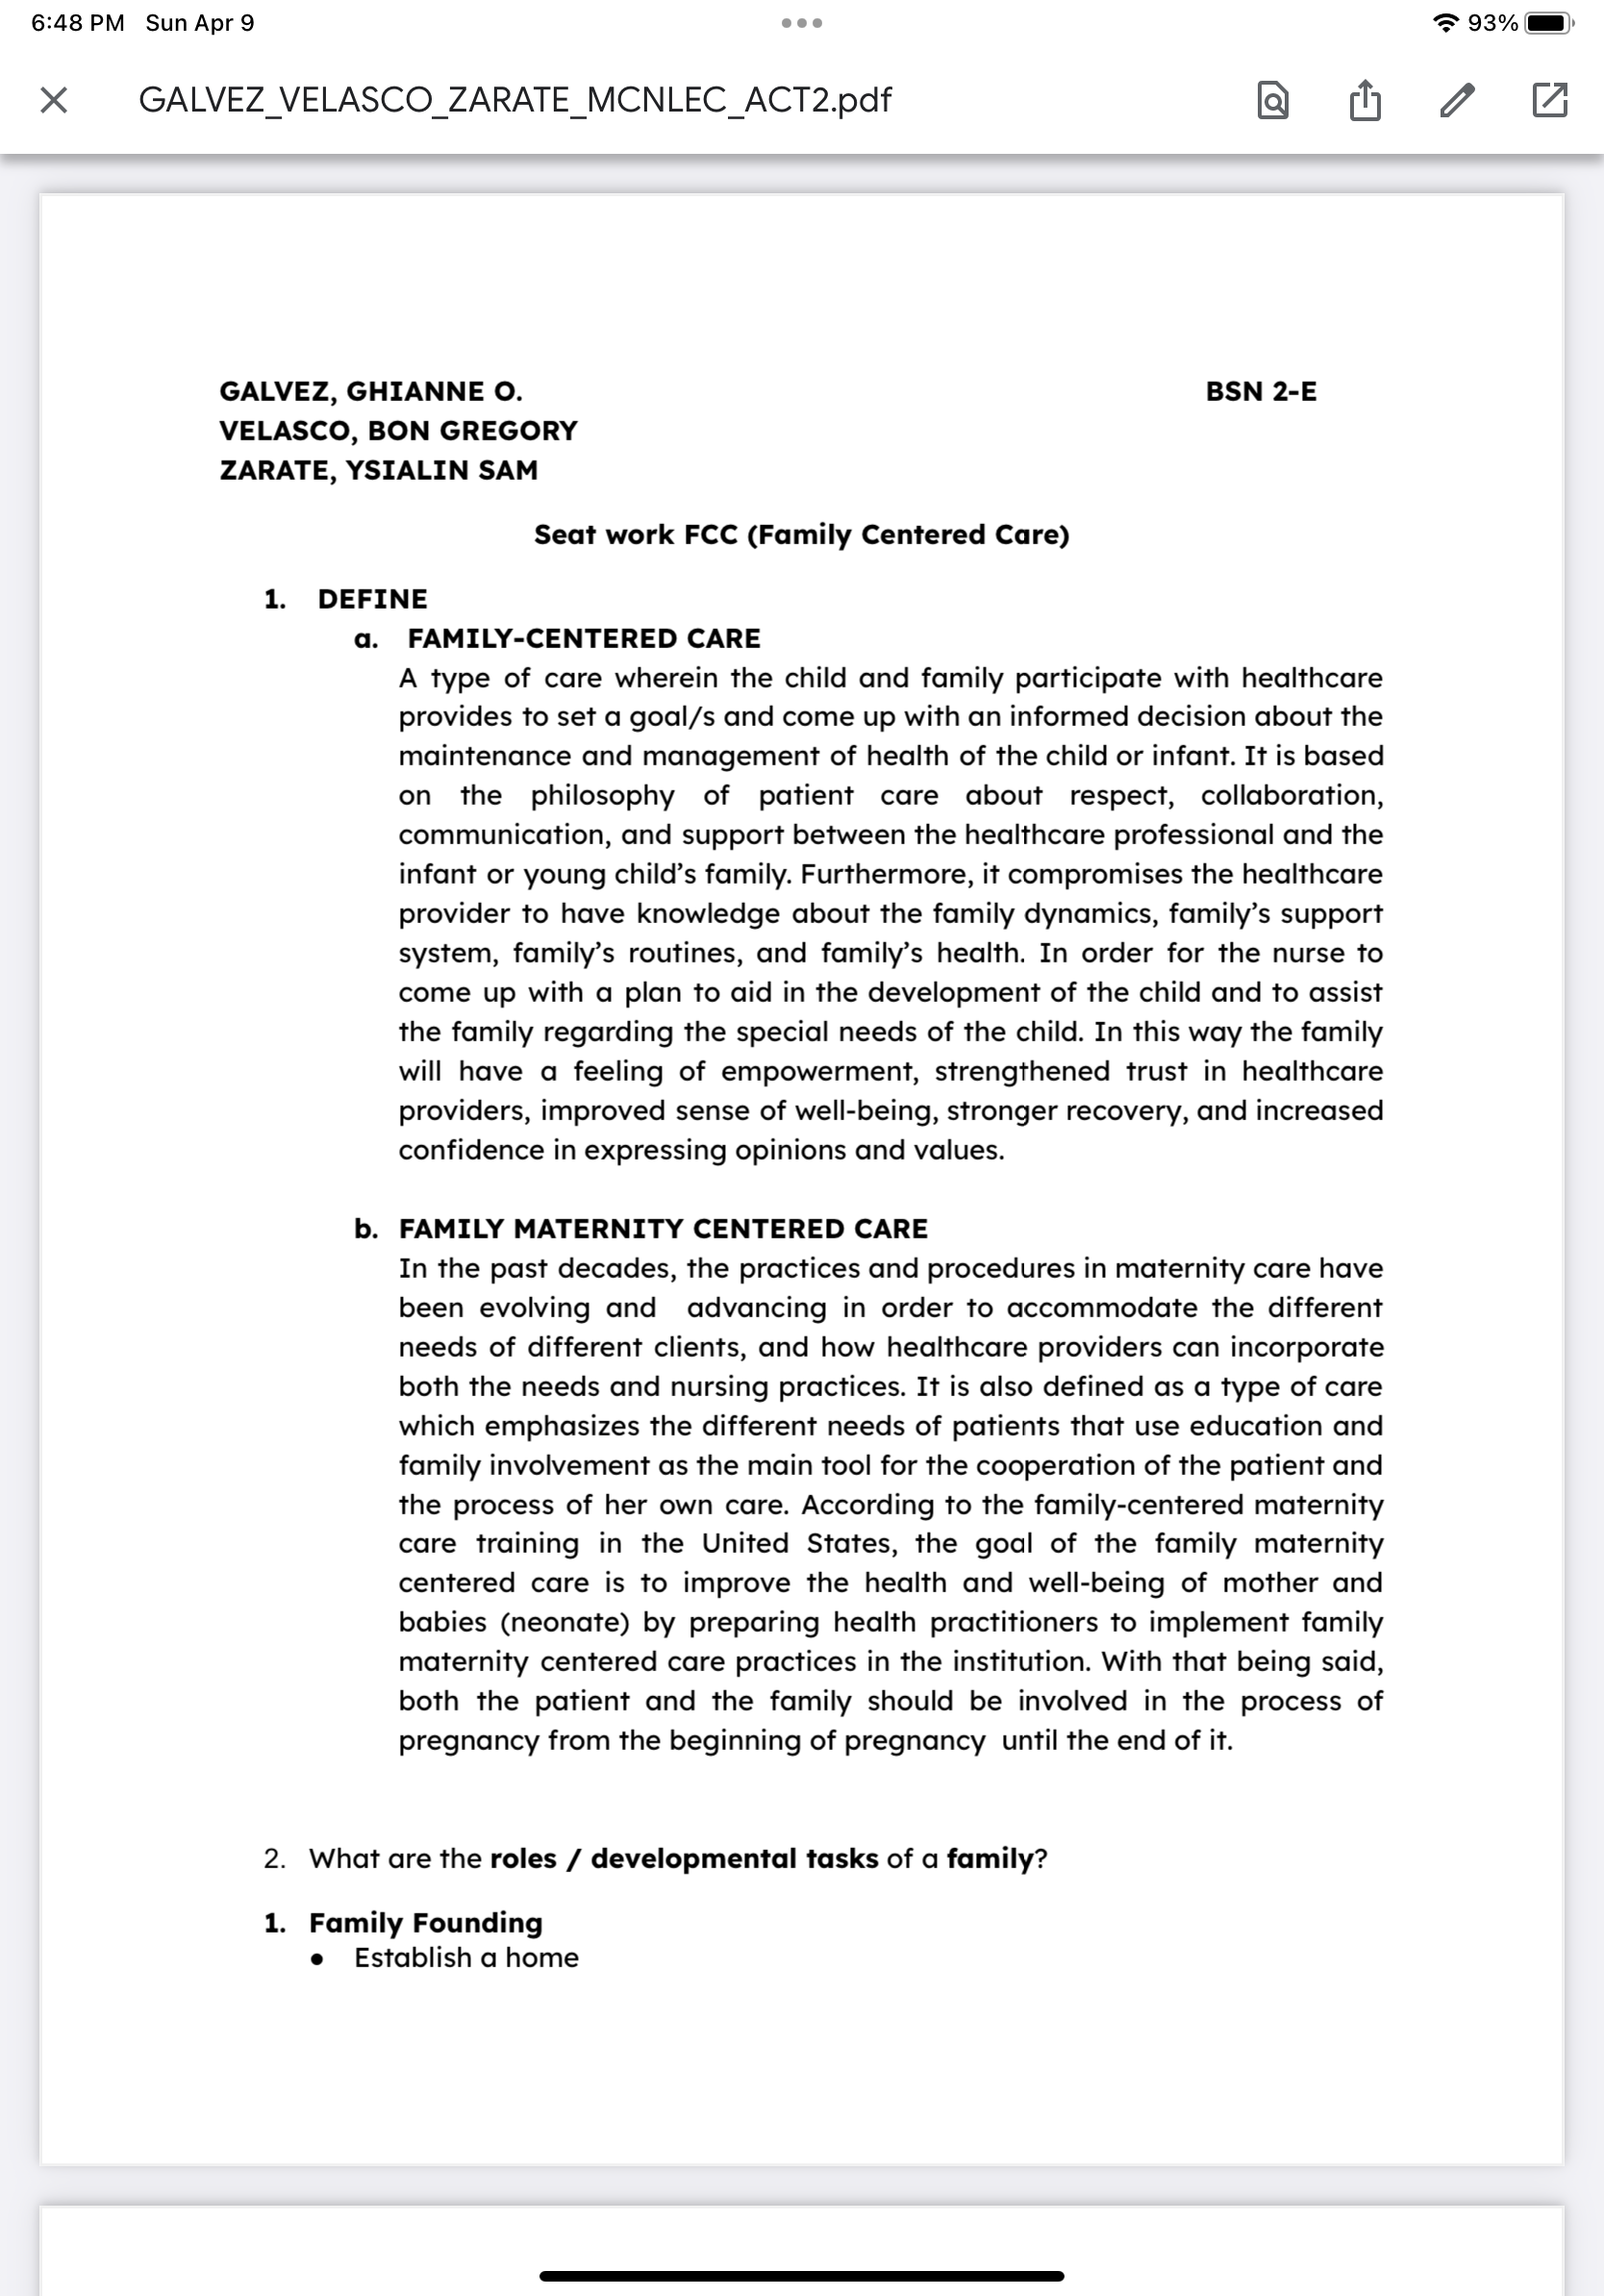 6:48 PM Sun Apr 9
93%
GALVEZ_VELASCO_ZARATE_MCNLEC_ACT2.pdf
GALVEZ, GHIANNE O. BSN 2-E
VELASCO, BON GREGORY
ZARATE, YSIALIN SAM
Seat work FCC (Family Centered Care)
1. DEFINE
a. FAMILY-CENTERED CARE
A type of care wherein the child and family participate with healthcare
provides to set a goal/s and come up with an informed decision about the
maintenance and management of health of the child or infant. It is based
on the philosophy of patient care about respect, collaboration,
communication, and support between the healthcare professional and the
infant or young child's family. Furthermore, it compromises the healthcare
provider to have knowledge about the family dynamics, family's support
system, family's routines, and family's health. In order for the nurse to
come up with a plan to aid in the development of the child and to assist
the family regarding the special needs of the child. In this way the family
will have a feeling of empowerment, strengthened trust in healthcare
providers, improved sense of well-being, stronger recovery, and increased
confidence in expressing opinions and values.
b. FAMILY MATERNITY CENTERED CARE
In the past decades, the practices and procedures in maternity care have
been evolving and advancing in order to accommodate the different
needs of different clients, and how healthcare providers can incorporate
both the needs and nursing practices. It is also defined as a type of care
which emphasizes the different needs of patients that use education and
family involvement as the main tool for the cooperation of the patient and
the process of her own care. According to the family-centered maternity
care training in the United States, the goal of the family maternity
centered care is to improve the health and well-being of mother and
babies (neonate) by preparing health practitioners to implement family
maternity centered care practices in the institution. With that being said,
both the patient and the family should be involved in the process of
pregnancy from the beginning of pregnancy until the end of it.
2. What are the roles / developmental tasks of a family?
1. Family Founding
● Establish a home